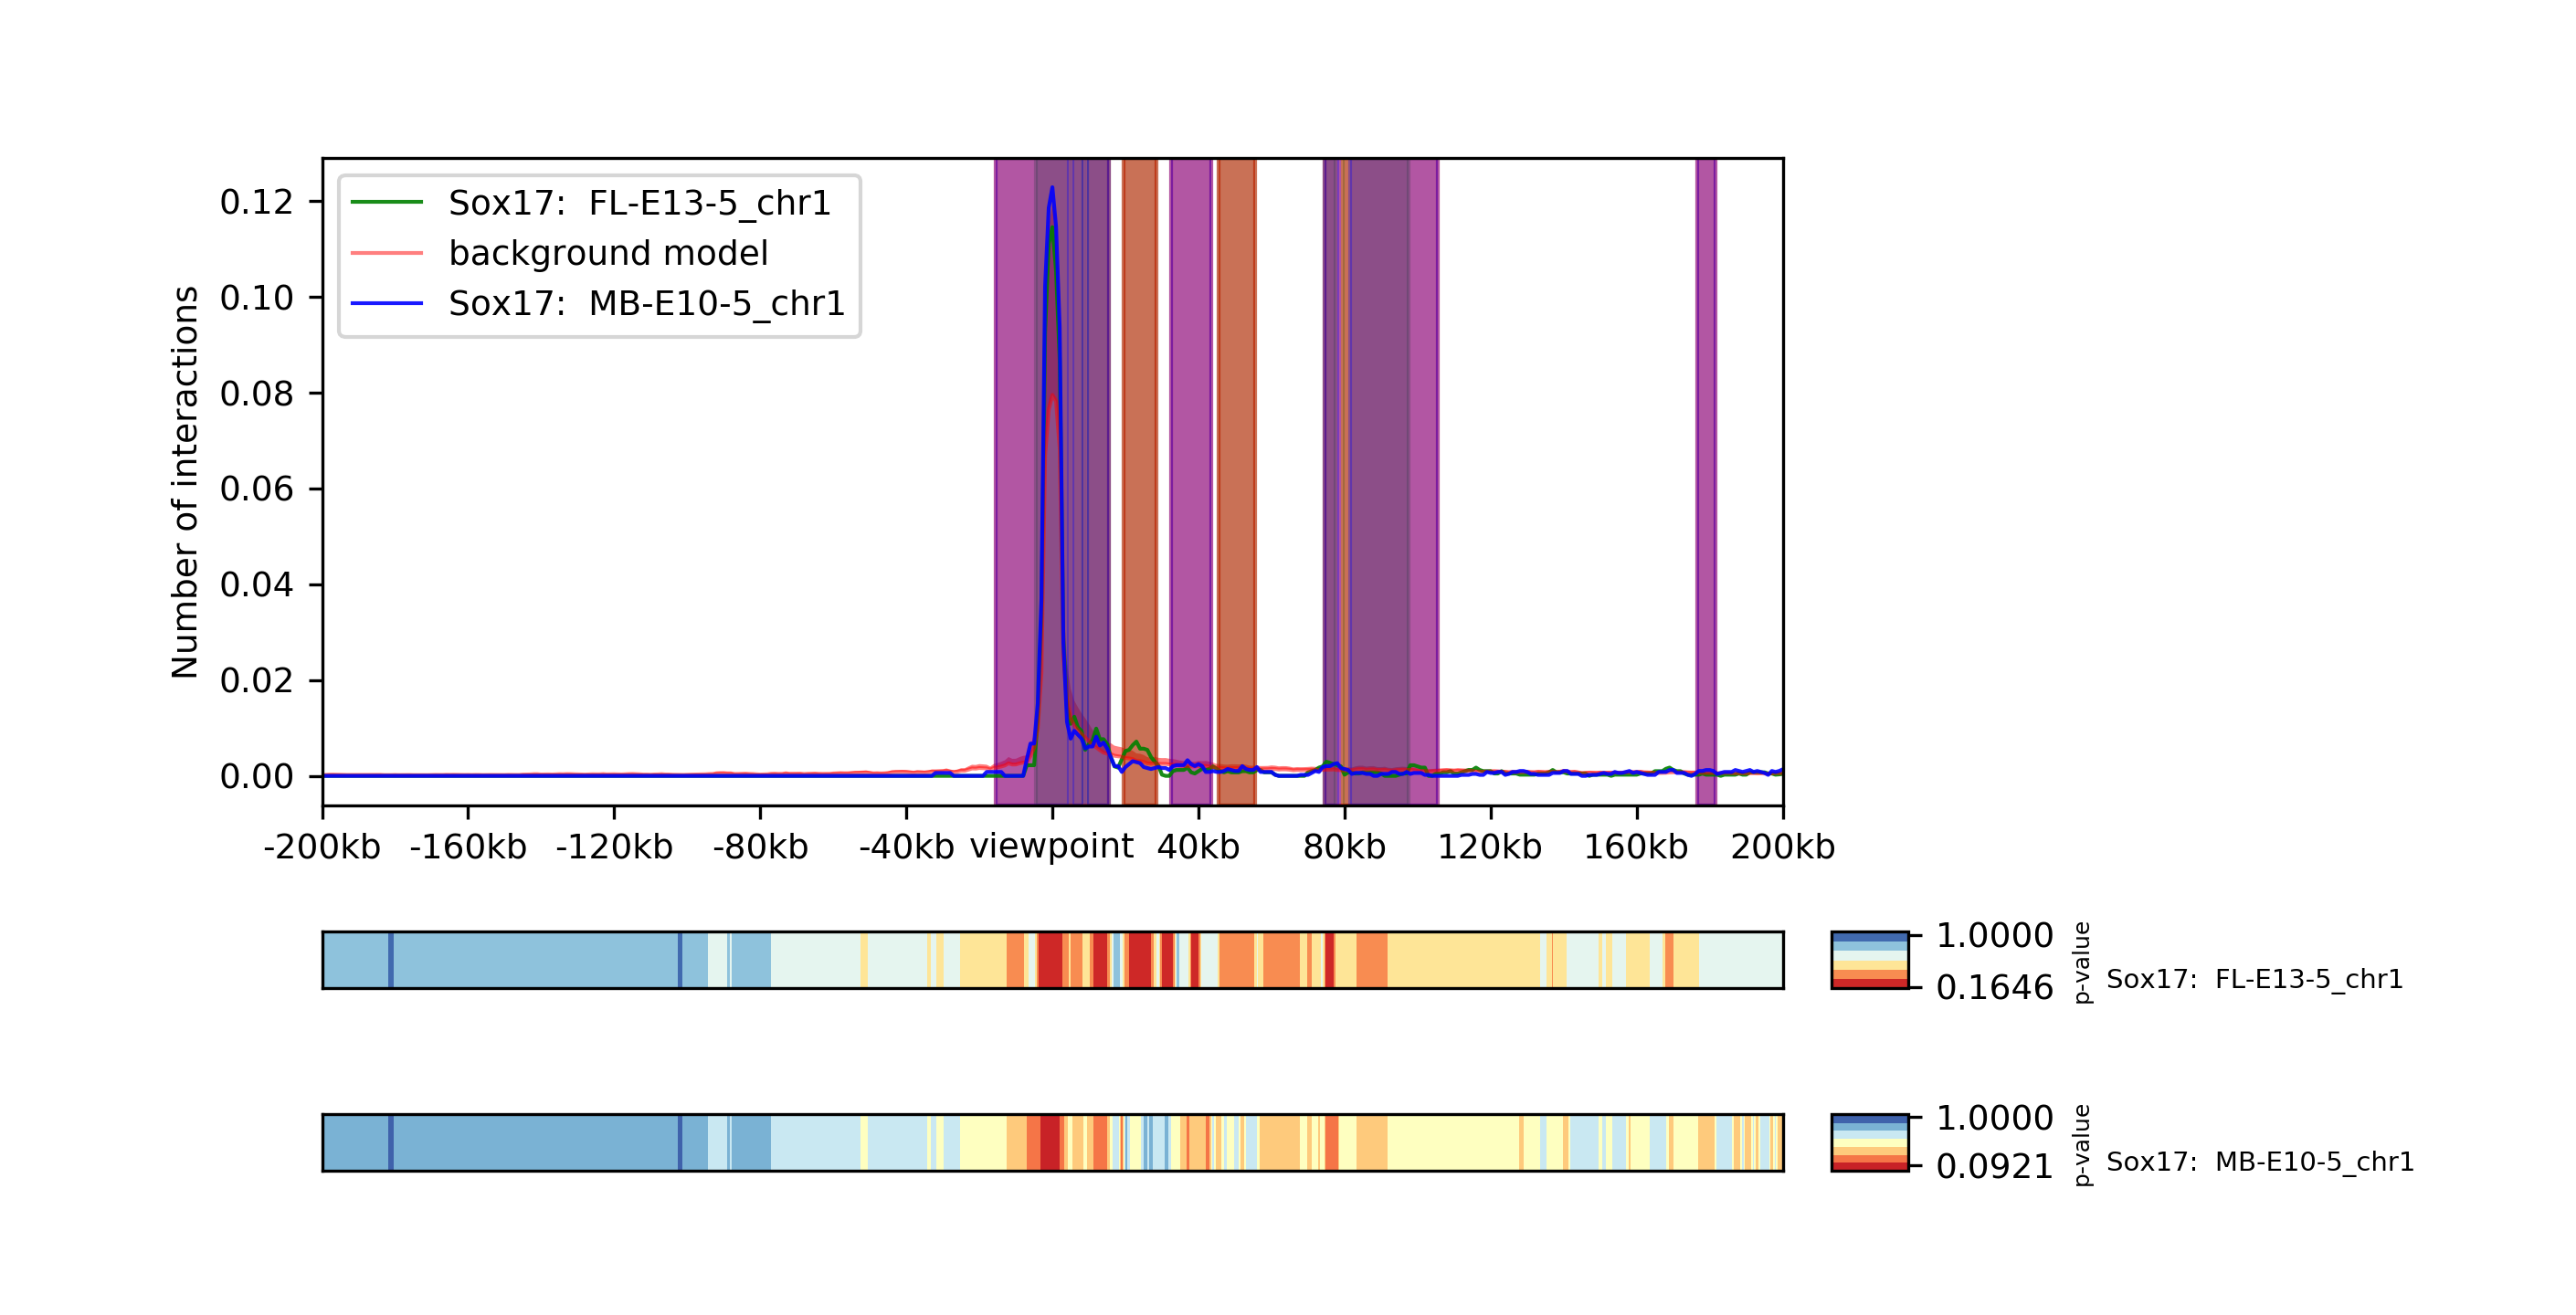 Sox17:  FL-E13-5_chr1
background model
Sox17:  MB-E10-5_chr1
Number of interactions
0.12
0.10
0.08
0.06
0.04
0.02
0.00
-200kb -160kb -120kb -80kb -40kb viewpoint 40kb 80kb 120kb 160kb 200kb
1.0000
0.1646
p-value
Sox17:  FL-E13-5_chr1
1.0000
0.0921
p-value
Sox17:  MB-E10-5_chr1